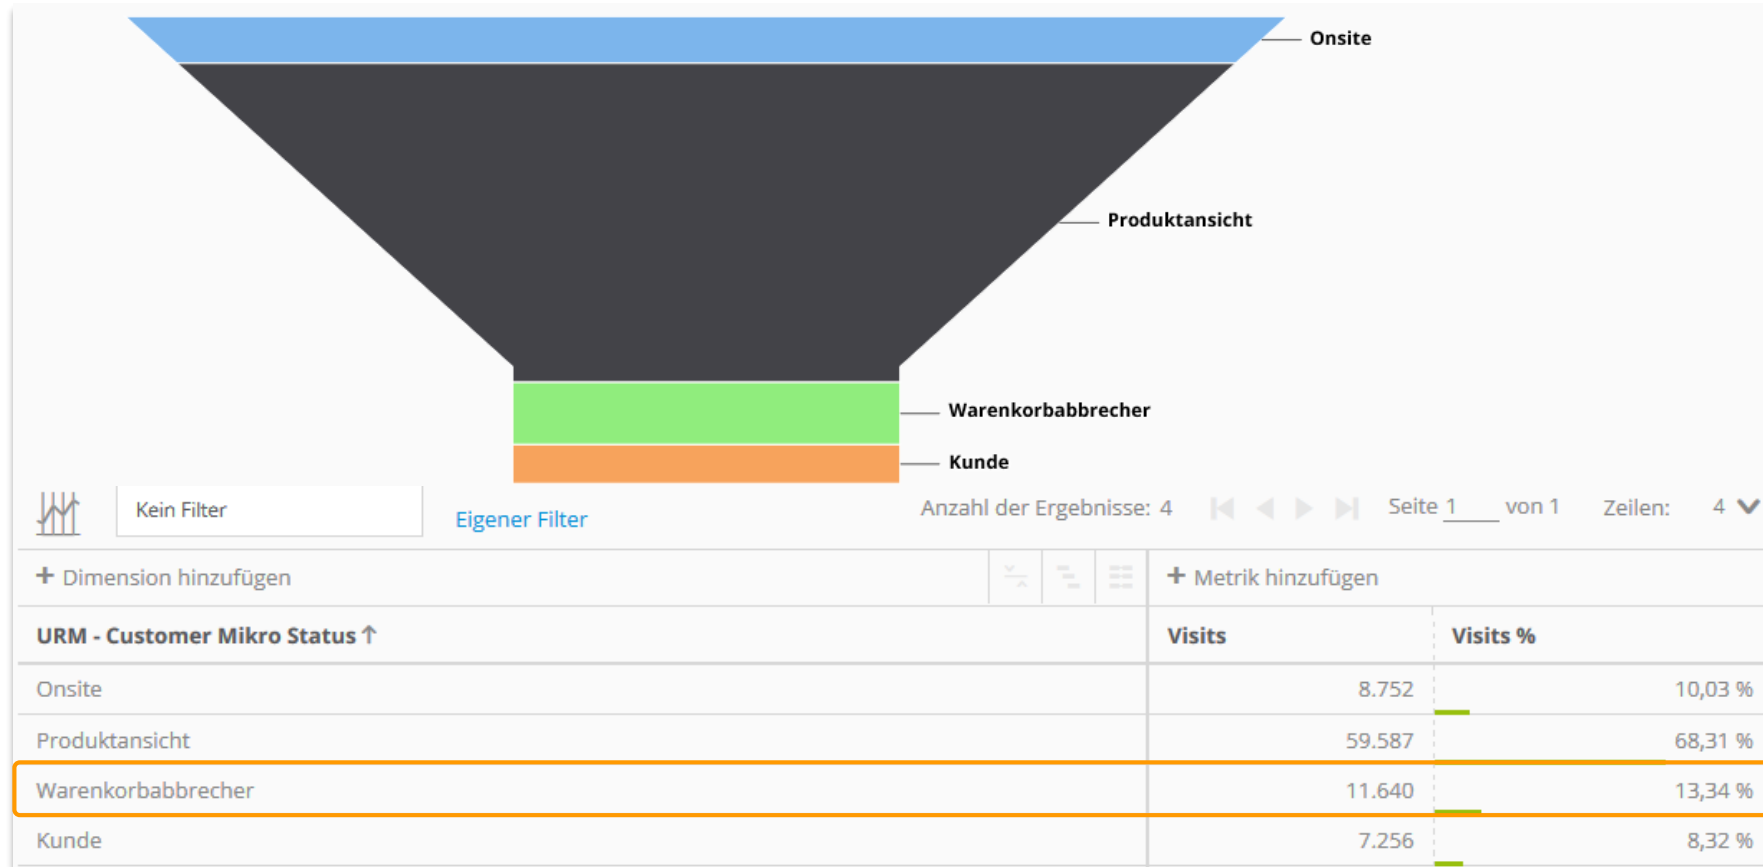 Onsite
Produktansicht
Warenkorbabbrecher
Kunde
Kein Filter
Eigener Filter
Anzahl der Ergebnisse: 4
Seite 1 von 1
Zeilen: 4
+ Dimension hinzufügen
+ Metrik hinzufügen
URM - Customer Mikro Status ↑ Visits Visits %
Onsite 8.752 10,03 %
Produktansicht 59.587 68,31 %
Warenkorbabbrecher 11.640 13,34 %
Kunde 7.256 8,32 %